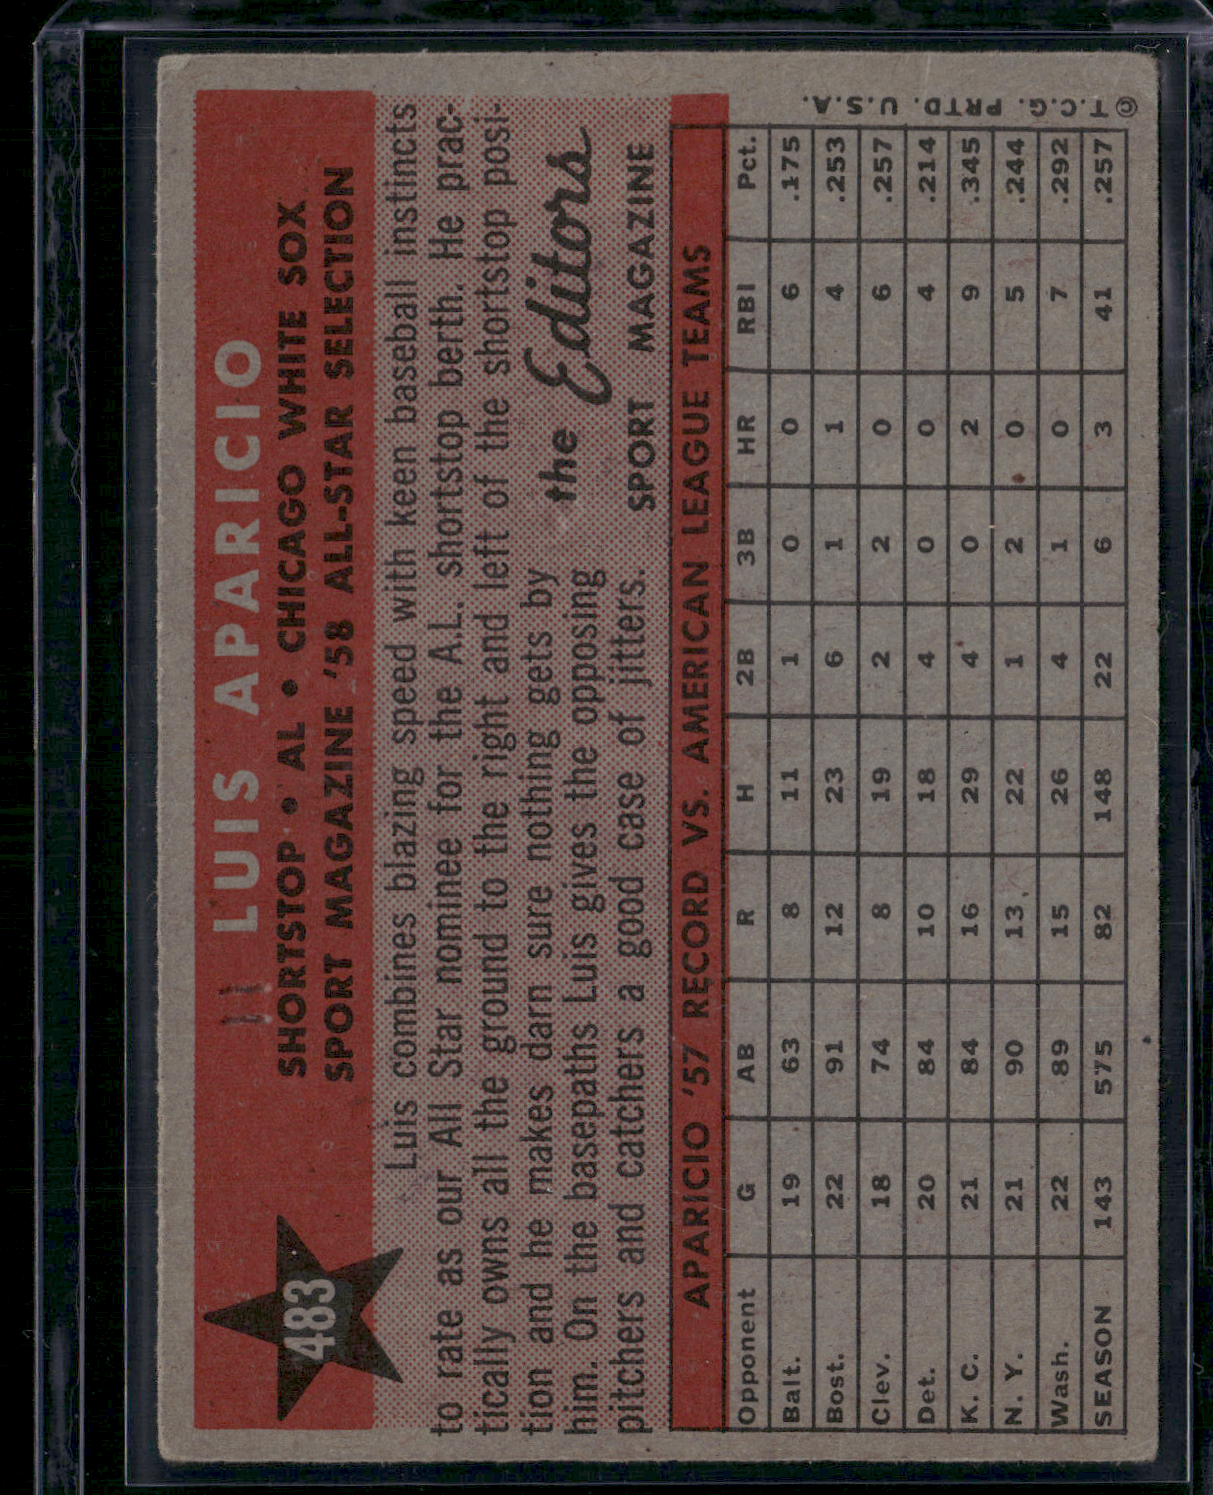 483
LUIS APARICIO
SHORTSTOP • AL • CHICAGO WHITE SOX
SPORT MAGAZINE '58 ALL-STAR SELECTION
Luis combines blazing speed with keen baseball instincts
to rate as our All Star nominee for the A.L. shortstop berth. He prac-
tically owns all the ground to the right and left of the shortstop posi-
tion and he makes darn sure nothing gets by
him. On the basepaths Luis gives the opposing
pitchers and catchers a good case of jitters.
the Editors
SPORT MAGAZINE
APARICIO '57 RECORD VS. AMERICAN LEAGUE TEAMS
Opponent G AB R H 2B 3B HR RBI Pct.
Balt. 19 63 8 11 1 0 0 6 .175
Bost. 22 91 12 23 6 1 1 4 .253
Clev. 18 74 8 19 2 2 0 6 .257
Det. 20 84 10 18 4 0 0 4 .214
K. C. 21 84 16 29 4 0 2 9 .345
N. Y. 21 90 13 22 1 2 0 5 .244
Wash. 22 89 15 26 4 1 0 7 .292
SEASON 143 575 82 148 22 6 3 41 .257
© T.C.G. PRTD. U.S.A.